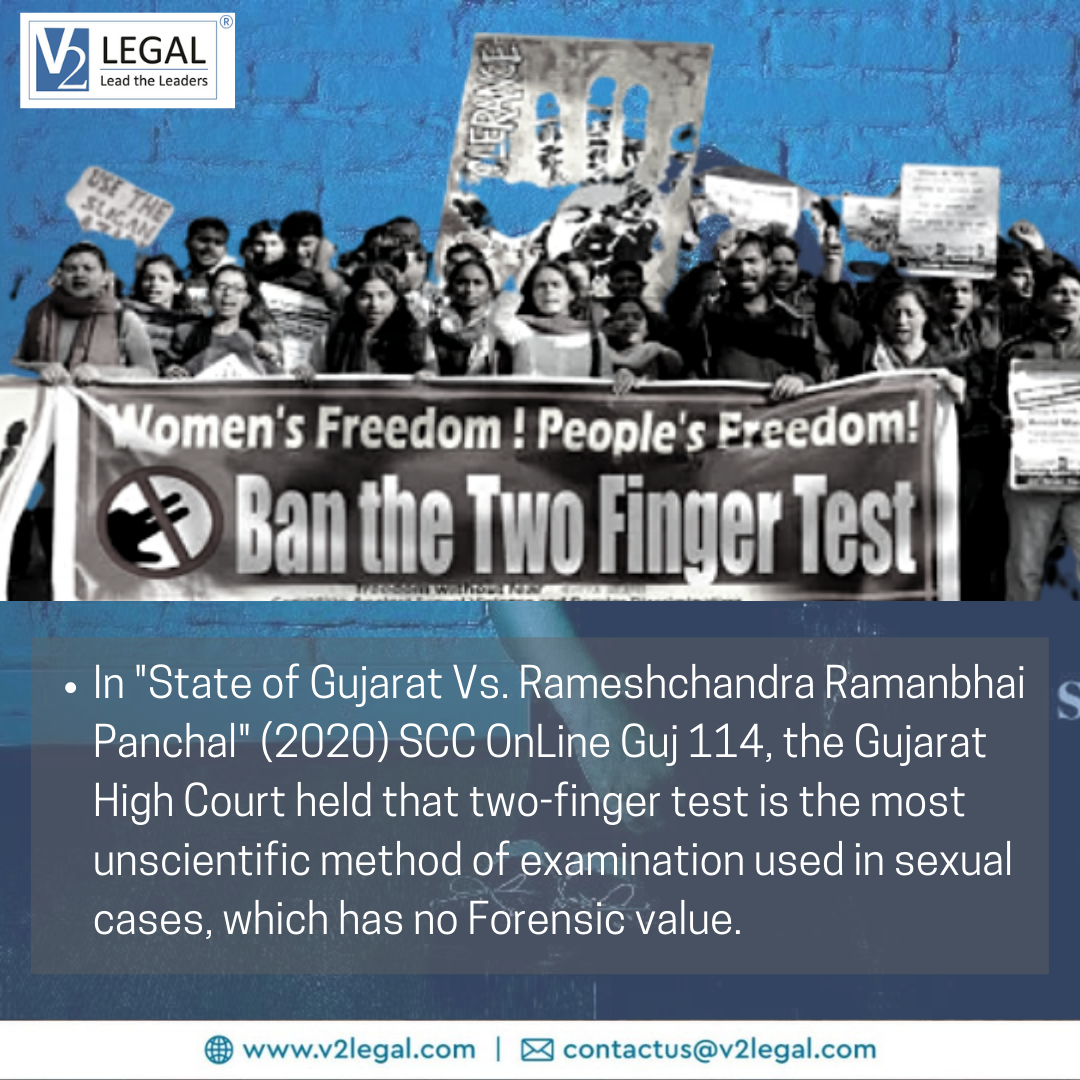 V2 LEGAL ®
Lead the Leaders
USE THE
Women's Freedom ! People's Freedom!
Ban the Two Finger Test
Freedom without fear
• In "State of Gujarat Vs. Rameshchandra Ramanbhai
Panchal" (2020) SCC OnLine Guj 114, the Gujarat
High Court held that two-finger test is the most
unscientific method of examination used in sexual
cases, which has no Forensic value.
S
www.v2legal.com | contactus@v2legal.com